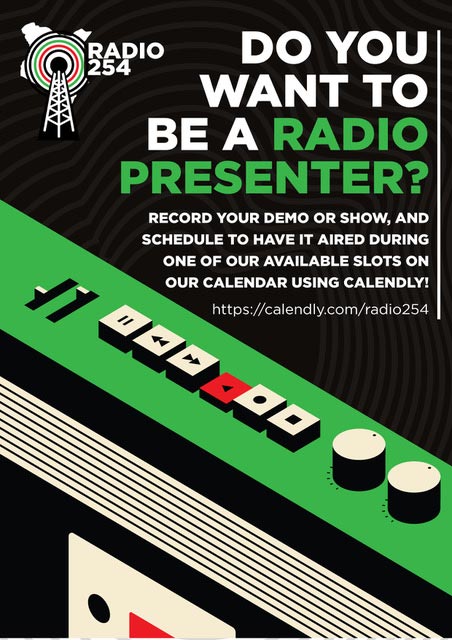 RADIO
254
DO YOU
WANT TO
BE A RADIO
PRESENTER?
RECORD YOUR DEMO OR SHOW, AND
SCHEDULE TO HAVE IT AIRED DURING
ONE OF OUR AVAILABLE SLOTS ON
OUR CALENDAR USING CALENDLY!
https://calendly.com/radio254